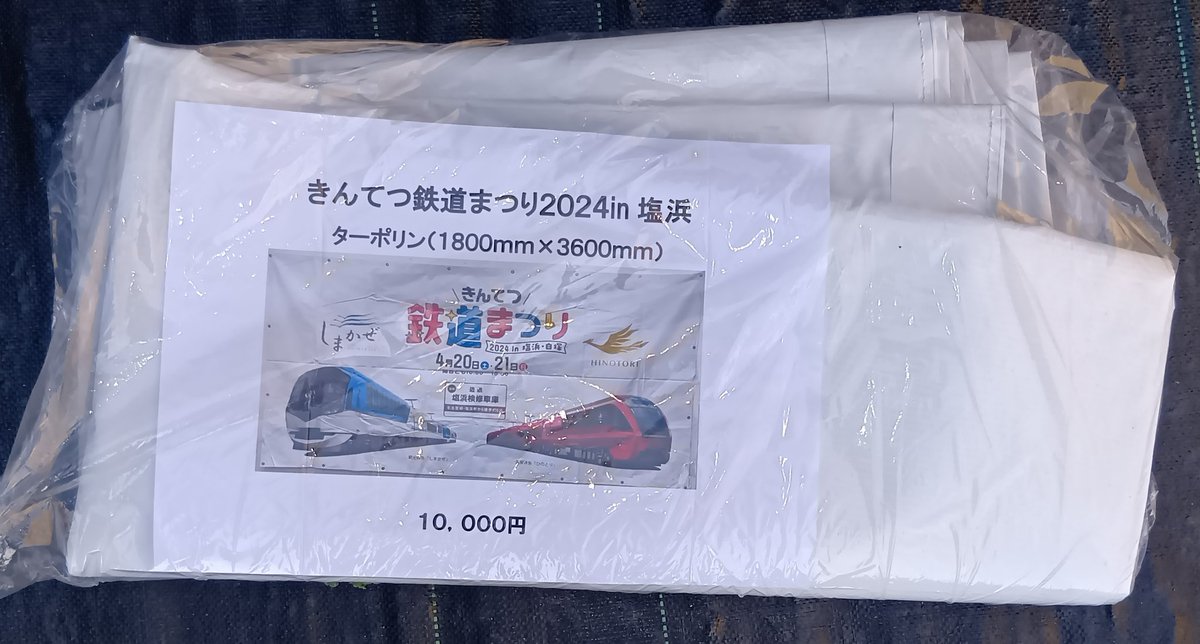 きんてつ鉄道まつり2024in 塩浜
ターポリン(1800mm×3600mm)
きんてつ
鉄道まつり
2024 in 塩浜・白塚
しまかぜ
HINOTORI
4月20日土・21日日
塩浜検修車庫
10,000円